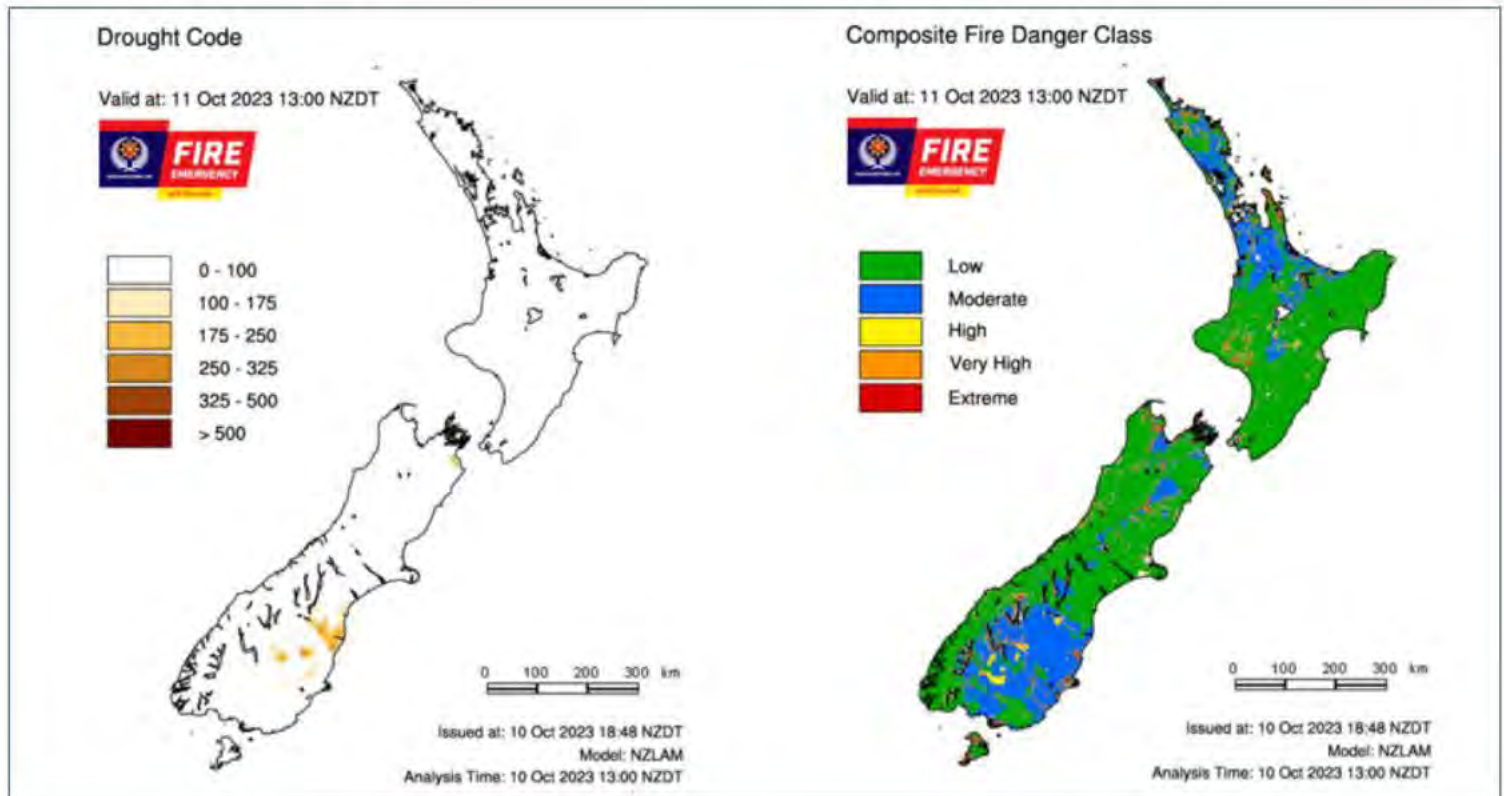 Drought Code
Valid at: 11 Oct 2023 13:00 NZDT
FIRE
EMERGENCY
0 - 100
100 - 175
175 - 250
250 - 325
325 - 500
> 500
0 100 200 300 km
Issued at: 10 Oct 2023 18:48 NZDT
Model: NZLAM
Analysis Time: 10 Oct 2023 13:00 NZDT
Composite Fire Danger Class
Valid at: 11 Oct 2023 13:00 NZDT
FIRE
EMERGENCY
Low
Moderate
High
Very High
Extreme
0 100 200 300 km
Issued at: 10 Oct 2023 18:48 NZDT
Model: NZLAM
Analysis Time: 10 Oct 2023 13:00 NZDT